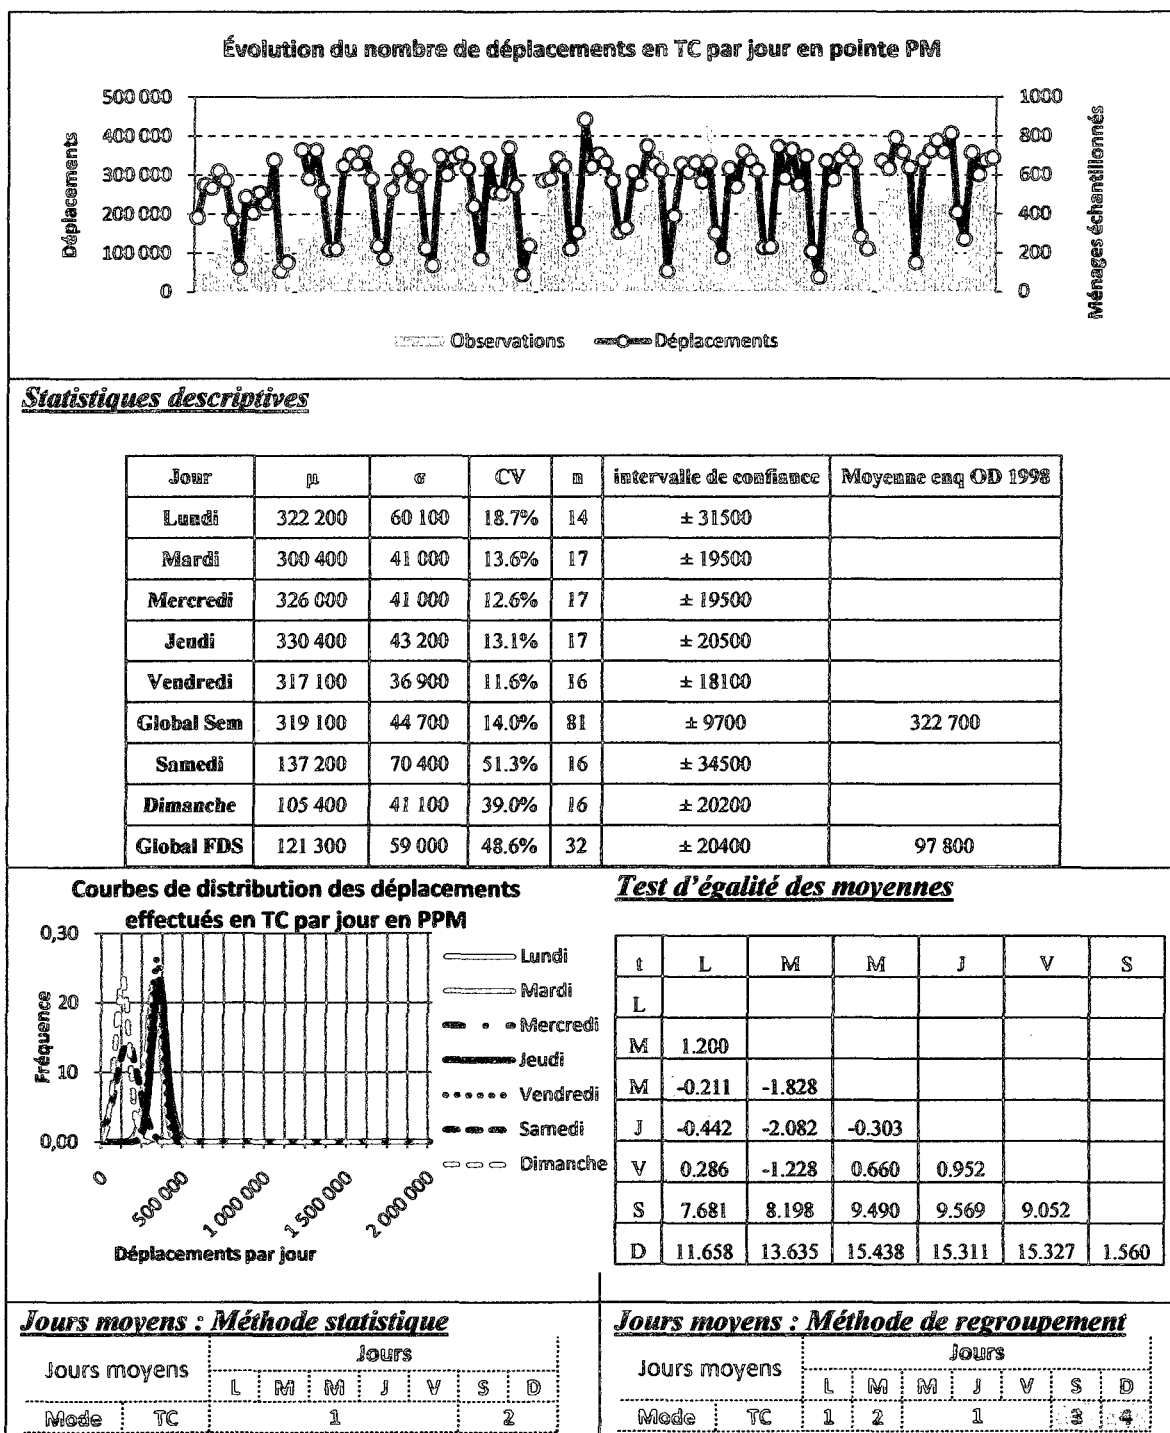 Évolution du nombre de déplacements en TC par jour en pointe PM
500 000 1000
400 000 800
300 000 600
200 000 400
100 000 200
0 0
Déplacements
Ménages échantillonnés
Observations Déplacements
Statistiques descriptives
Jour μ σ CV n intervalle de confiance Moyenne enq OD 1998
Lundi 322 200 60 100 18.7% 14 ± 31500
Mardi 300 400 41 000 13.6% 17 ± 19500
Mercredi 326 000 41 000 12.6% 17 ± 19500
Jeudi 330 400 43 200 13.1% 17 ± 20500
Vendredi 317 100 36 900 11.6% 16 ± 18100
Global Sem 319 100 44 700 14.0% 81 ± 9700 322 700
Samedi 137 200 70 400 51.3% 16 ± 34500
Dimanche 105 400 41 100 39.0% 16 ± 20200
Global FDS 121 300 59 000 48.6% 32 ± 20400 97 800
Courbes de distribution des déplacements
effectués en TC par jour en PPM
0,30
20
10
0,00
Fréquence
0 500 000 1 000 000 1 500 000 2 000 000
Déplacements par jour
Lundi
Mardi
Mercredi
Jeudi
Vendredi
Samedi
Dimanche
Test d'égalité des moyennes
t L M M J V S
L
M 1.200
M -0.211 -1.828
J -0.442 -2.082 -0.303
V 0.286 -1.228 0.660 0.952
S 7.681 8.198 9.490 9.569 9.052
D 11.658 13.635 15.438 15.311 15.327 1.560
Jours moyens : Méthode statistique
Jours moyens Jours
L M M J V S D
Mode TC 1 2
Jours moyens : Méthode de regroupement
Jours moyens Jours
L M M J V S D
Mode TC 1 2 1 3 4